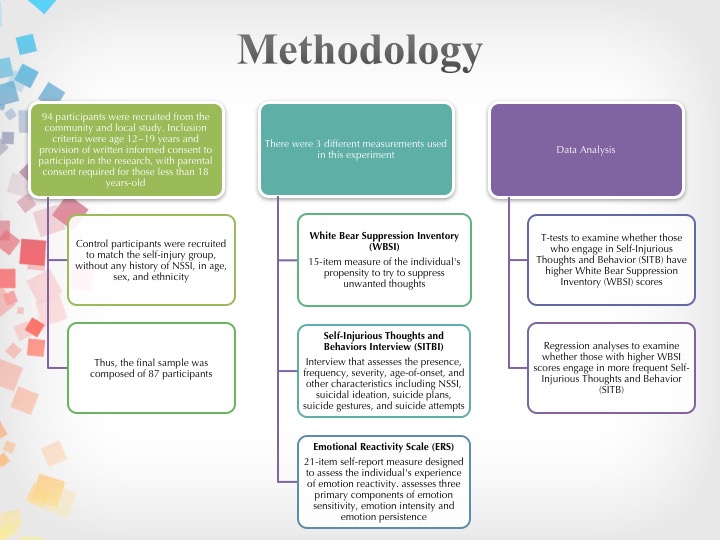 Methodology
94 participants were recruited from the
community and local study. Inclusion
criteria were age 12–19 years and
provision of written informed consent to
participate in the research, with parental
consent required for those less than 18
years-old
Control participants were recruited
to match the self-injury group,
without any history of NSSI, in age,
sex, and ethnicity
Thus, the final sample was
composed of 87 participants
There were 3 different measurements used
in this experiment
White Bear Suppression Inventory
(WBSI)
15-item measure of the individual's
propensity to try to suppress
unwanted thoughts
Self-Injurious Thoughts and
Behaviors Interview (SITBI)
Interview that assesses the presence,
frequency, severity, age-of-onset, and
other characteristics including NSSI,
suicidal ideation, suicide plans,
suicide gestures, and suicide attempts
Emotional Reactivity Scale (ERS)
21-item self-report measure designed
to assess the individual's experience
of emotion reactivity. assesses three
primary components of emotion
sensitivity, emotion intensity and
emotion persistence
Data Analysis
T-tests to examine whether those
who engage in Self-Injurious
Thoughts and Behavior (SITB) have
higher White Bear Suppression
Inventory (WBSI) scores
Regression analyses to examine
whether those with higher WBSI
scores engage in more frequent Self-
Injurious Thoughts and Behavior
(SITB)